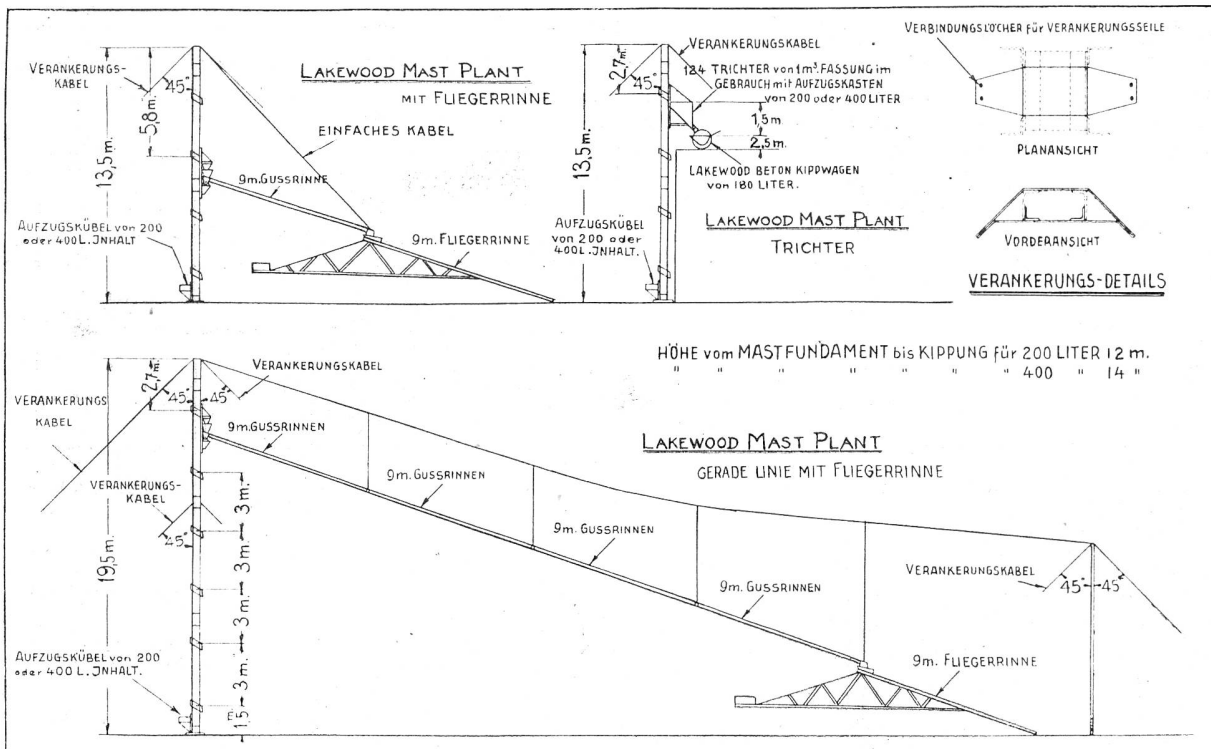 VERANKERUNGS-
KABEL
45°
5,8m.
13,5m.
LAKEWOOD MAST PLANT
MIT FLIEGERRINNE
EINFACHES KABEL
9m.GUSSRINNE
9m. FLIEGERRINNE
AUFZUGSKÜBEL von 200
oder 400 L. JNHALT.
2,7m.
45°
13,5m.
VERANKERUNGSKABEL
124 TRICHTER von 1m³. FASSUNG im
GEBRAUCH mit AUFZUGSKASTEN
von 200 oder 400 LITER
1,5m
2,5m.
LAKEWOOD BETON KIPPWAGEN
von 180 LITER.
AUFZUGSKÜBEL
von 200 oder
400 L. JNHALT.
LAKEWOOD MAST PLANT
TRICHTER
VERBINDUNGSLÖCHER für VERANKERUNGSSEILE
PLANANSICHT
VORDERANSICHT
VERANKERUNGS-DETAILS
HÖHE vom MASTFUNDAMENT bis KIPPUNG für 200 LITER 12 m.
" " " " " " " 400 " 14 "
2,7m.
45° 45°
VERANKERUNGSKABEL
VERANKERUNGS
KABEL
VERANKERUNGS-
KABEL
45°
19,5m.
3m.
3m.
3m.
3m.
1,5
9m.GUSSRINNEN
9m.GUSSRINNEN
9m.GUSSRINNEN
9m.GUSSRINNEN
LAKEWOOD MAST PLANT
GERADE LINIE MIT FLIEGERRINNE
VERANKERUNGSKABEL
45° 45°
9m. FLIEGERRINNE
AUFZUGSKÜBEL von 200
oder 400 L. JNHALT.